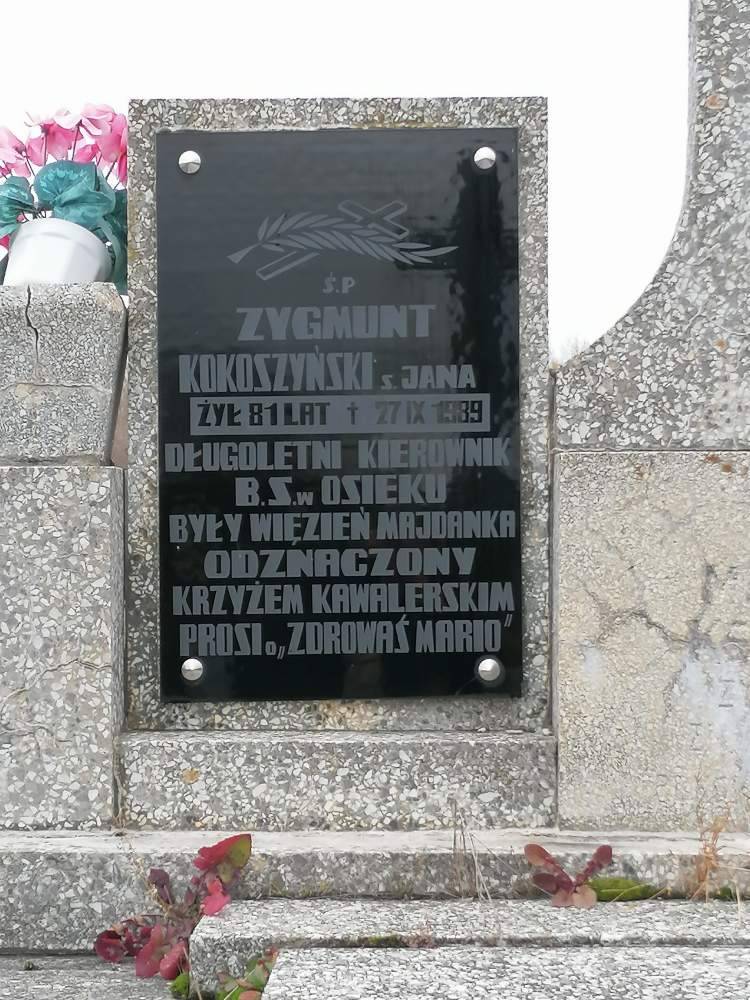 Ś.P
ZYGMUNT
KOKOSZYŃSKI s. JANA
ŻYŁ 81 LAT † 27 IX 1989
DŁUGOLETNI KIEROWNIK
B.S. w OSIEKU
BYŁY WIĘZIEŃ MAJDANKA
ODZNACZONY
KRZYŻEM KAWALERSKIM
PROSI o „ZDROWAŚ MARIO"